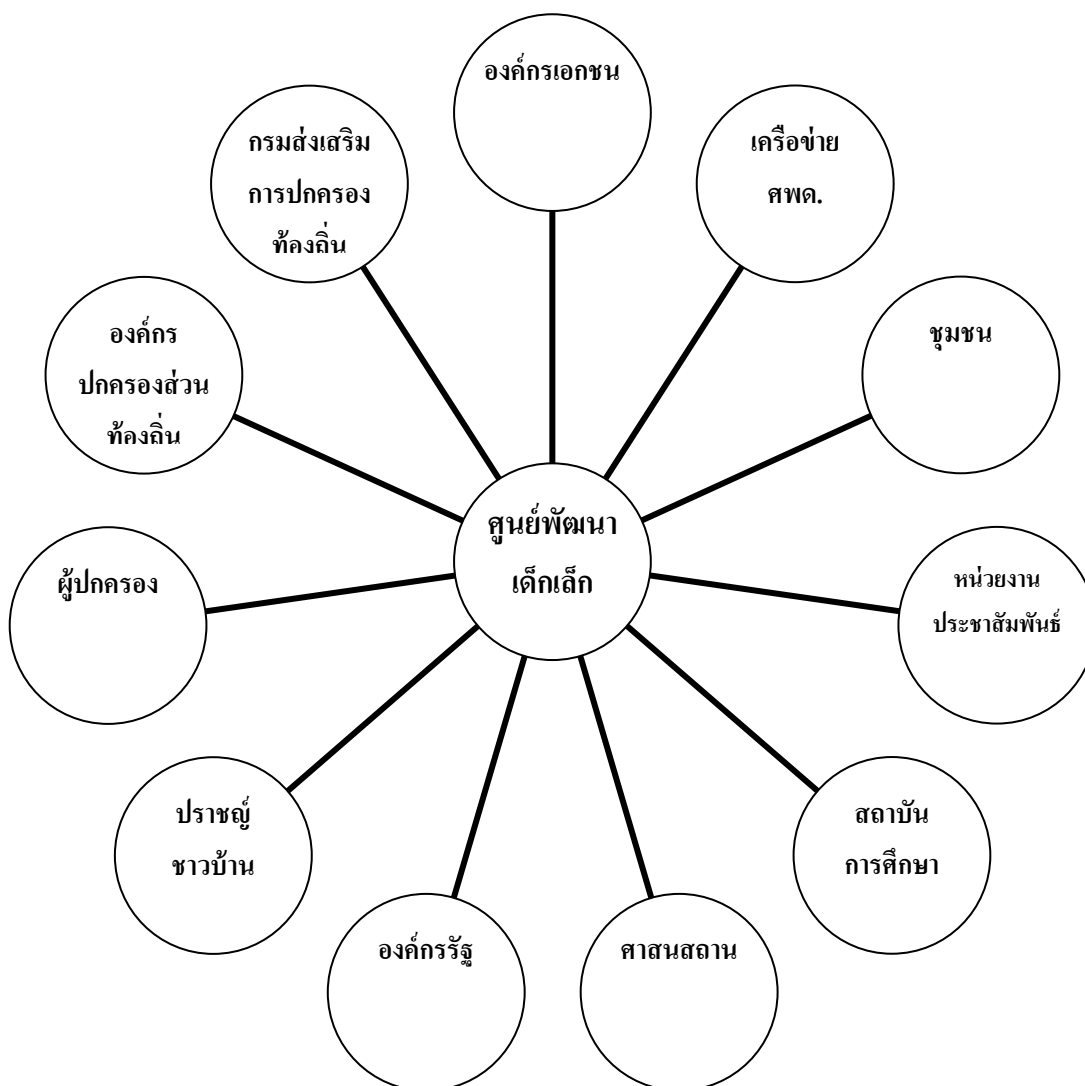 องค์กรเอกชน
กรมส่งเสริม
การปกครอง
ท้องถิ่น
เครือข่าย
ศพด.
องค์กร
ปกครองส่วน
ท้องถิ่น
ชุมชน
ศูนย์พัฒนา
เด็กเล็ก
ผู้ปกครอง
หน่วยงาน
ประชาสัมพันธ์
ปราชญ์
ชาวบ้าน
สถาบัน
การศึกษา
องค์กรรัฐ
ศาสนสถาน